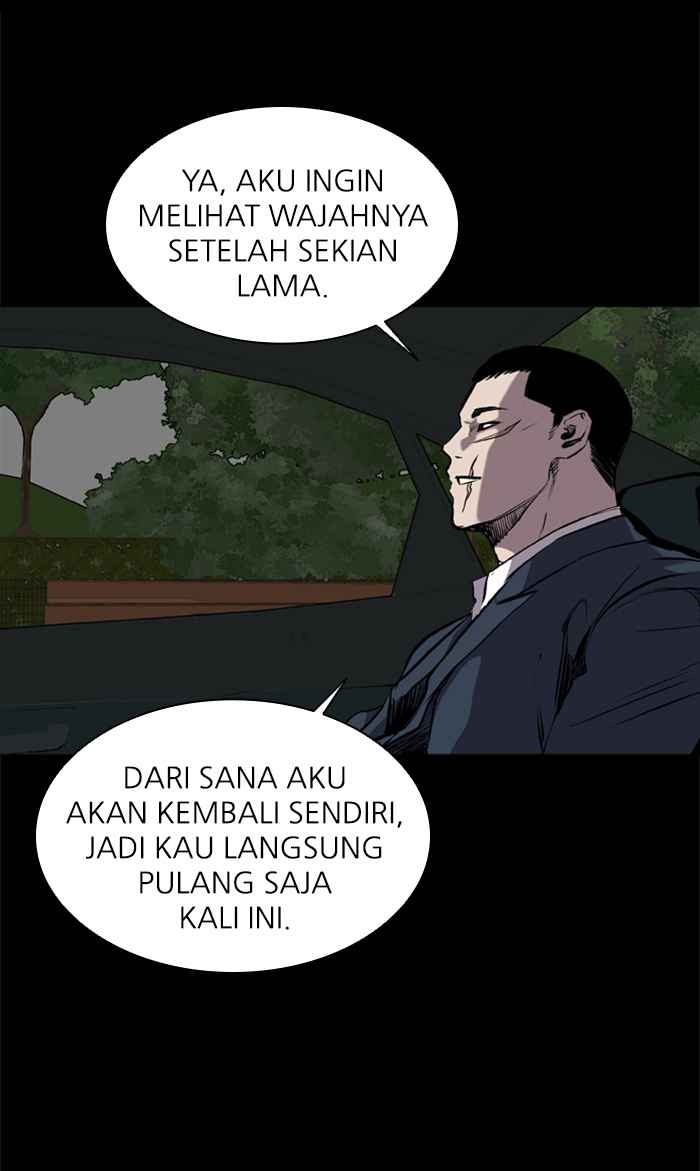 YA, AKU INGIN
MELIHAT WAJAHNYA
SETELAH SEKIAN
LAMA.
DARI SANA AKU
AKAN KEMBALI SENDIRI,
JADI KAU LANGSUNG
PULANG SAJA
KALI INI.